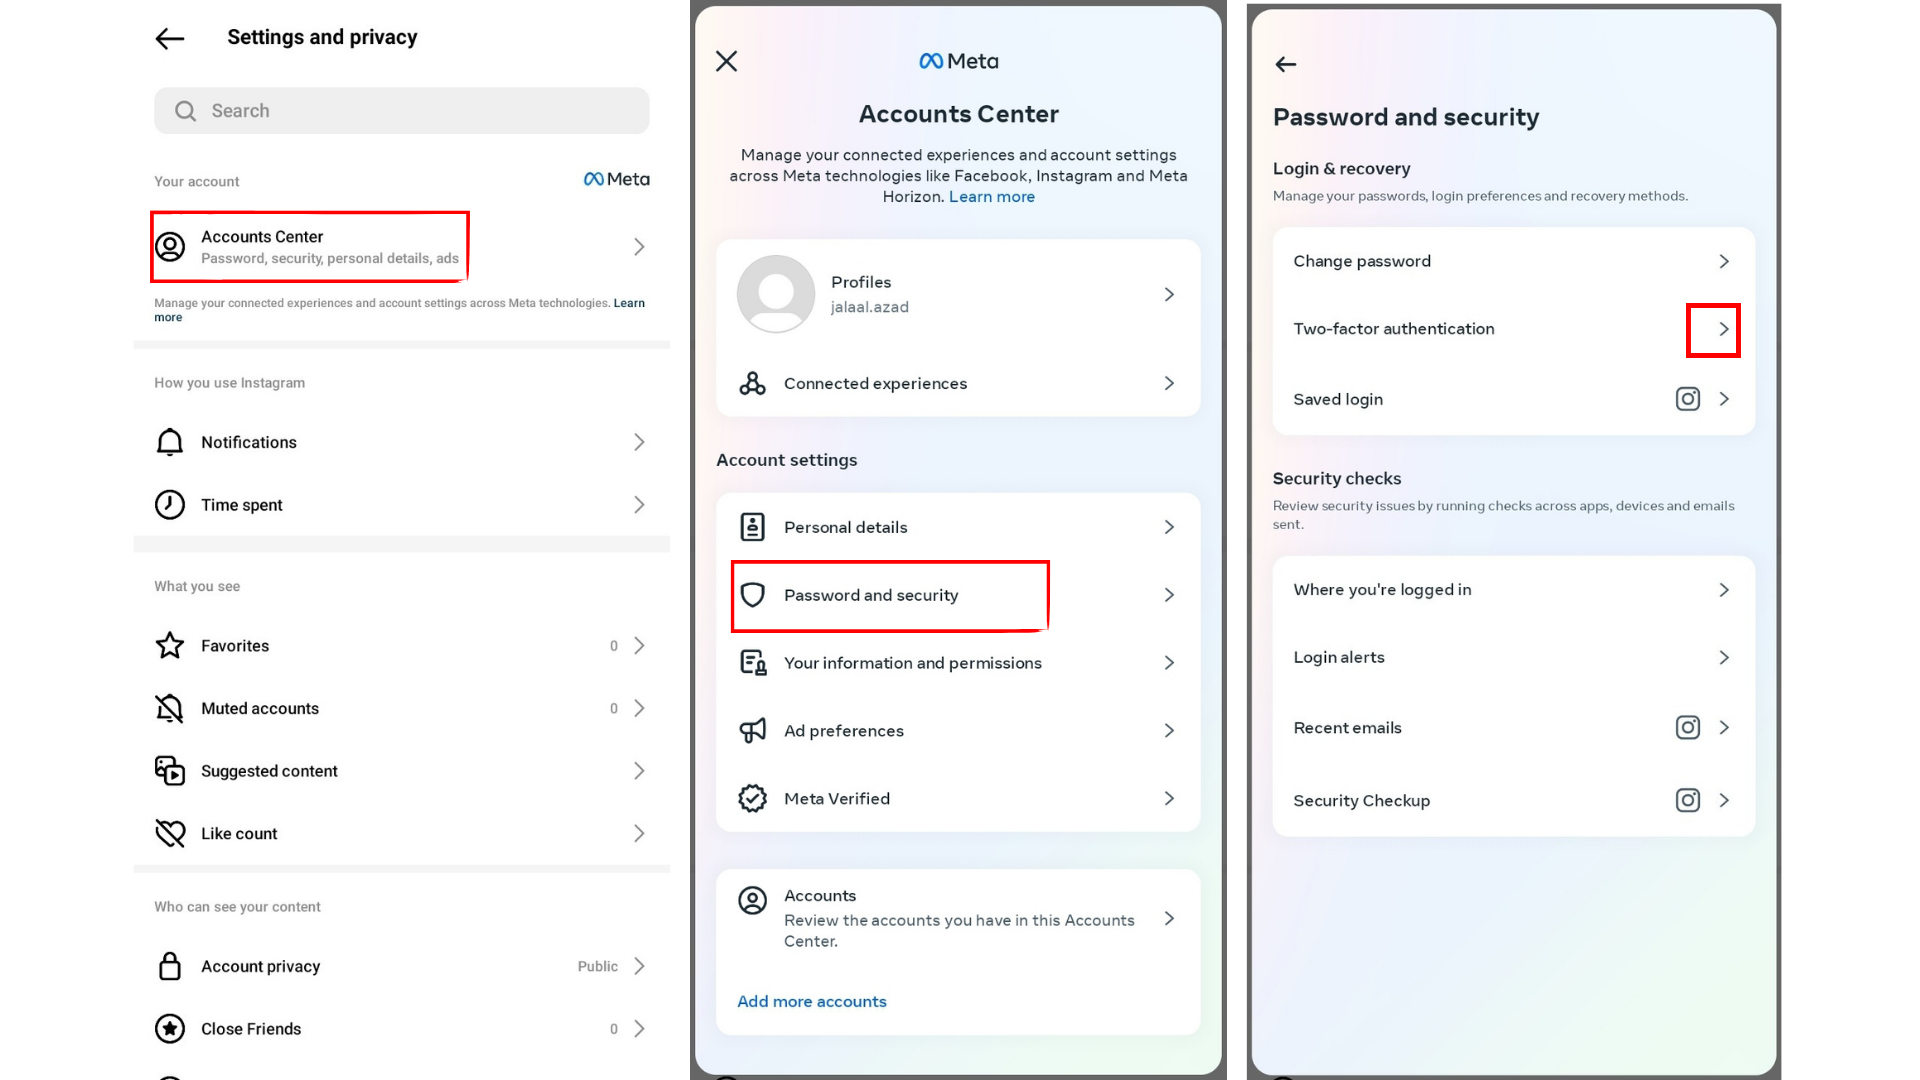 Settings and privacy
Search
Your account
Meta
Accounts Center
Password, security, personal details, ads
Manage your connected experiences and account settings across Meta technologies. Learn
more
How you use Instagram
Notifications
Time spent
What you see
Favorites 0
Muted accounts 0
Suggested content
Like count
Who can see your content
Account privacy Public
Close Friends 0
Meta
Accounts Center
Manage your connected experiences and account settings
across Meta technologies like Facebook, Instagram and Meta
Horizon. Learn more
Profiles
jalaal.azad
Connected experiences
Account settings
Personal details
Password and security
Your information and permissions
Ad preferences
Meta Verified
Accounts
Review the accounts you have in this Accounts
Center.
Add more accounts
Password and security
Login & recovery
Manage your passwords, login preferences and recovery methods.
Change password
Two-factor authentication
Saved login
Security checks
Review security issues by running checks across apps, devices and emails
sent.
Where you're logged in
Login alerts
Recent emails
Security Checkup